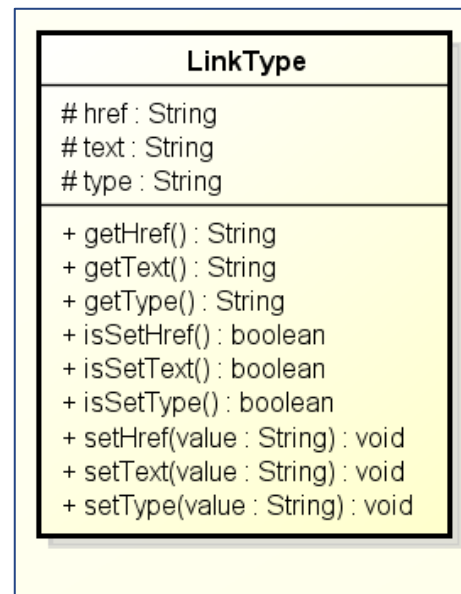 LinkType
# href : String
# text : String
# type : String
+ getHref() : String
+ getText() : String
+ getType() : String
+ isSetHref() : boolean
+ isSetText() : boolean
+ isSetType() : boolean
+ setHref(value : String) : void
+ setText(value : String) : void
+ setType(value : String) : void